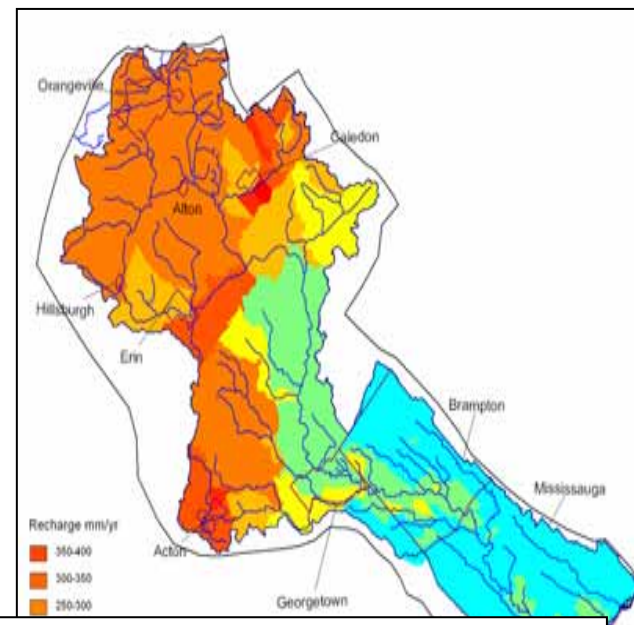 Orangeville
Caledon
Alton
Hillsburgh
Erin
Brampton
Mississauga
Recharge mm/yr
350-400
Acton
300-350
250-300
Georgetown